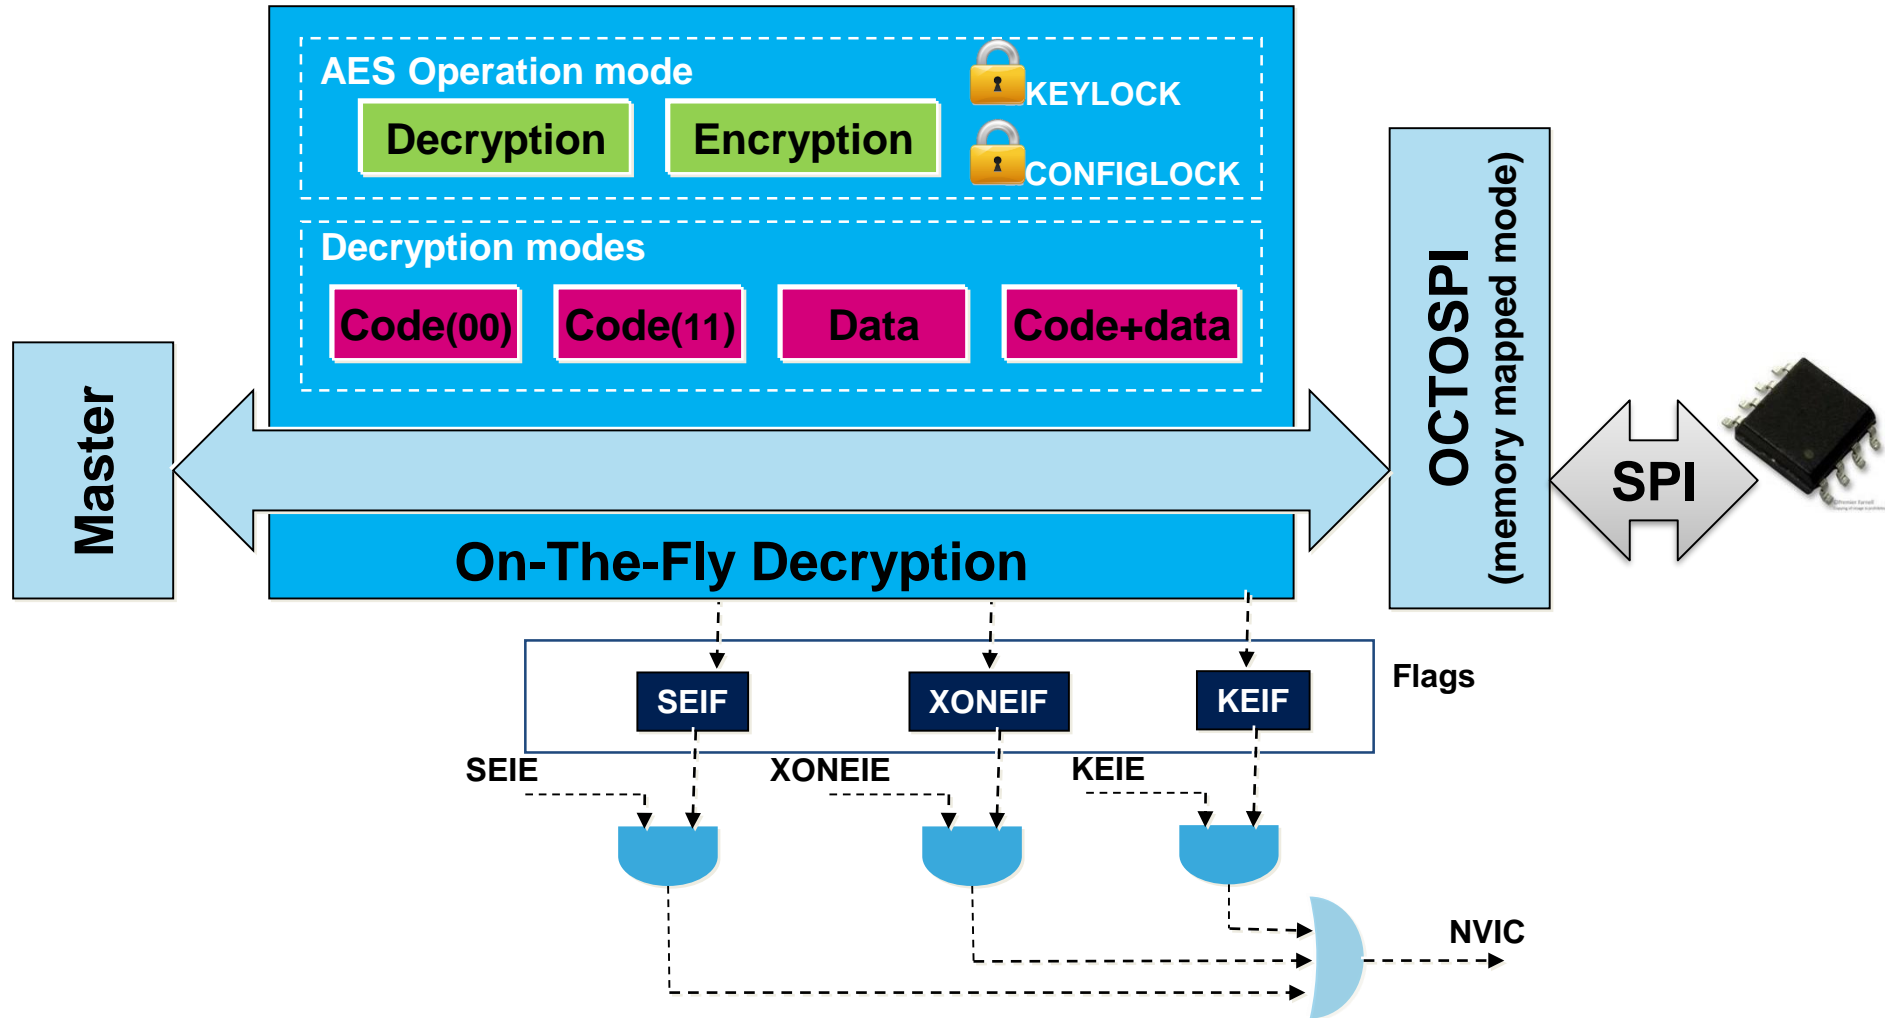 AES Operation mode
KEYLOCK
Decryption
Encryption
CONFIGLOCK
Decryption modes
Code(00)
Code(11)
Data
Code+data
Master
OCTOSPI
(memory mapped mode)
SPI
On-The-Fly Decryption
SEIF
XONEIF
KEIF
Flags
SEIE
XONEIE
KEIE
NVIC